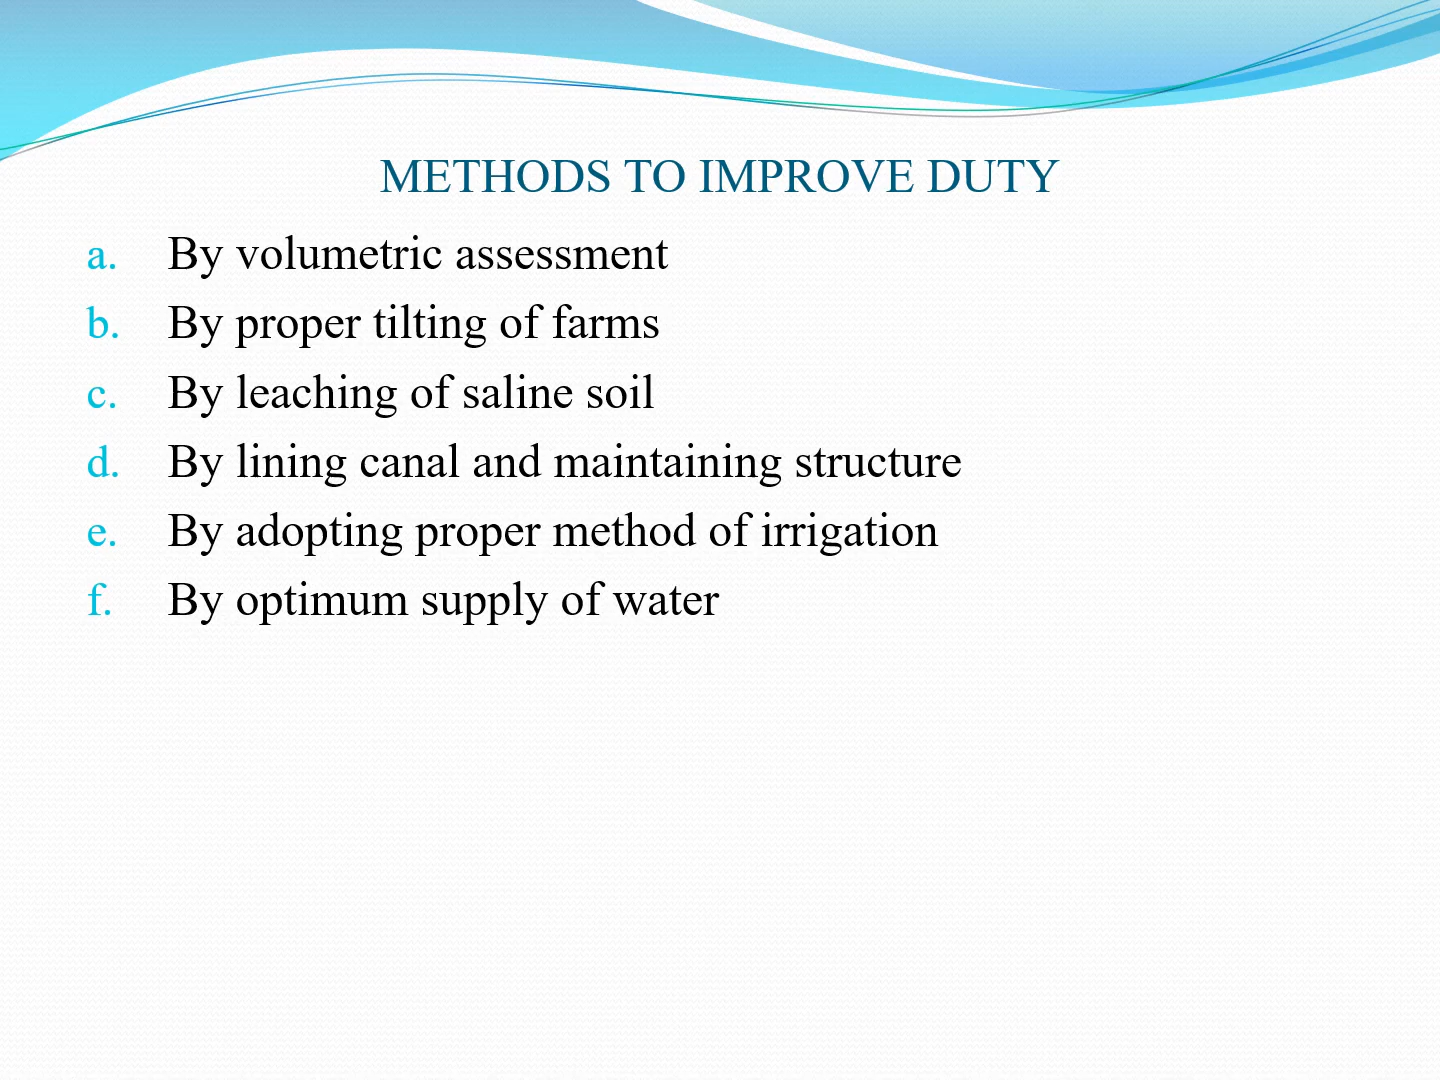 METHODS TO IMPROVE DUTY
a. By volumetric assessment
b. By proper tilting of farms
c. By leaching of saline soil
d. By lining canal and maintaining structure
e. By adopting proper method of irrigation
f. By optimum supply of water